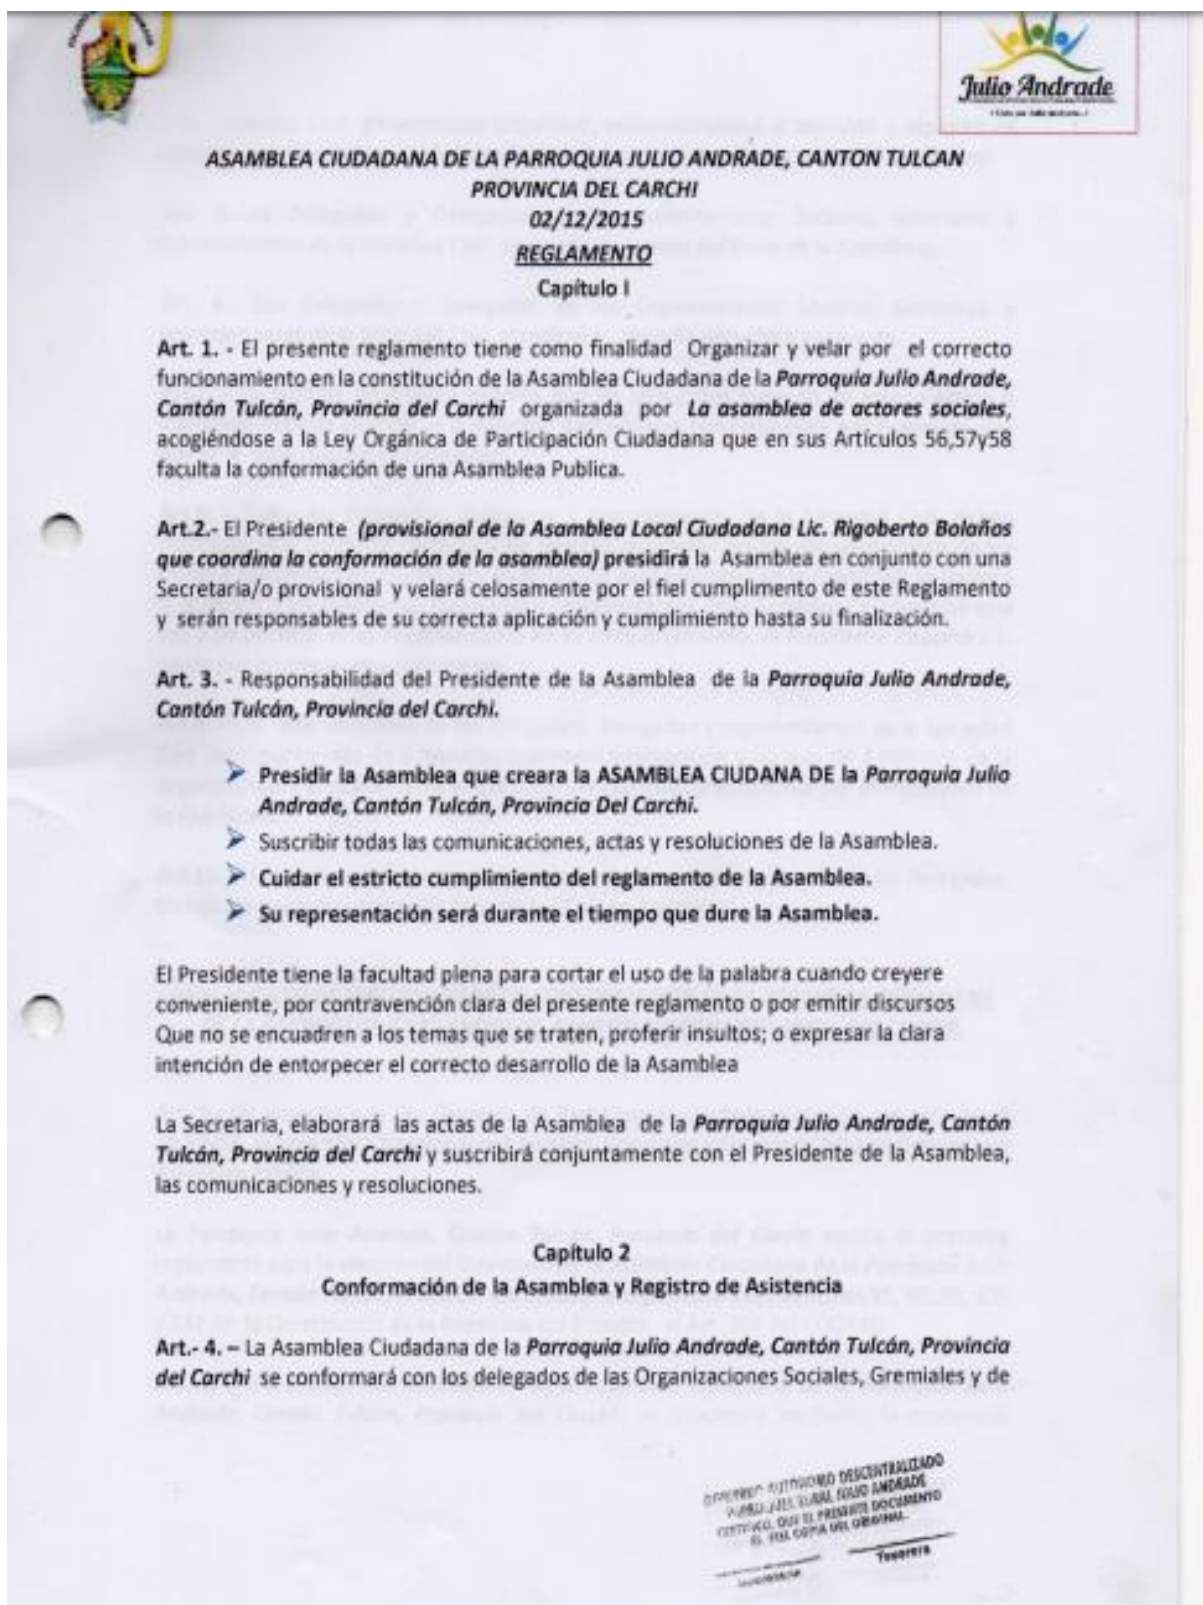 Julio Andrade
ASAMBLEA CIUDADANA DE LA PARROQUIA JULIO ANDRADE, CANTON TULCAN
PROVINCIA DEL CARCHI
02/12/2015
REGLAMENTO
Capítulo I
Art. 1. - El presente reglamento tiene como finalidad Organizar y velar por el correcto
funcionamiento en la constitución de la Asamblea Ciudadana de la Parroquia Julio Andrade,
Cantón Tulcán, Provincia del Carchi organizada por La asamblea de actores sociales,
acogiéndose a la Ley Orgánica de Participación Ciudadana que en sus Artículos 56,57y58
faculta la conformación de una Asamblea Publica.
Art.2.- El Presidente (provisional de la Asamblea Local Ciudadana Lic. Rigoberto Bolaños
que coordina la conformación de la asamblea) presidirá la Asamblea en conjunto con una
Secretaria/o provisional y velará celosamente por el fiel cumplimento de este Reglamento
y serán responsables de su correcta aplicación y cumplimiento hasta su finalización.
Art. 3. - Responsabilidad del Presidente de la Asamblea de la Parroquia Julio Andrade,
Cantón Tulcán, Provincia del Carchi.
Presidir la Asamblea que creara la ASAMBLEA CIUDANA DE la Parroquia Julio
Andrade, Cantón Tulcán, Provincia Del Carchi.
Suscribir todas las comunicaciones, actas y resoluciones de la Asamblea.
Cuidar el estricto cumplimiento del reglamento de la Asamblea.
Su representación será durante el tiempo que dure la Asamblea.
El Presidente tiene la facultad plena para cortar el uso de la palabra cuando creyere
conveniente, por contravención clara del presente reglamento o por emitir discursos
Que no se encuadren a los temas que se traten, proferir insultos; o expresar la clara
intención de entorpecer el correcto desarrollo de la Asamblea
La Secretaria, elaborará las actas de la Asamblea de la Parroquia Julio Andrade, Cantón
Tulcán, Provincia del Carchi y suscribirá conjuntamente con el Presidente de la Asamblea,
las comunicaciones y resoluciones.
Capítulo 2
Conformación de la Asamblea y Registro de Asistencia
Art.- 4. – La Asamblea Ciudadana de la Parroquia Julio Andrade, Cantón Tulcán, Provincia
del Carchi se conformará con los delegados de las Organizaciones Sociales, Gremiales y de
AUTONOMO DESCENTRALIZADO
RURAL JULIO ANDRADE
QUE EL PRESENTE DOCUMENTO
ES FIEL COPIA DEL ORIGINAL
Tesorera